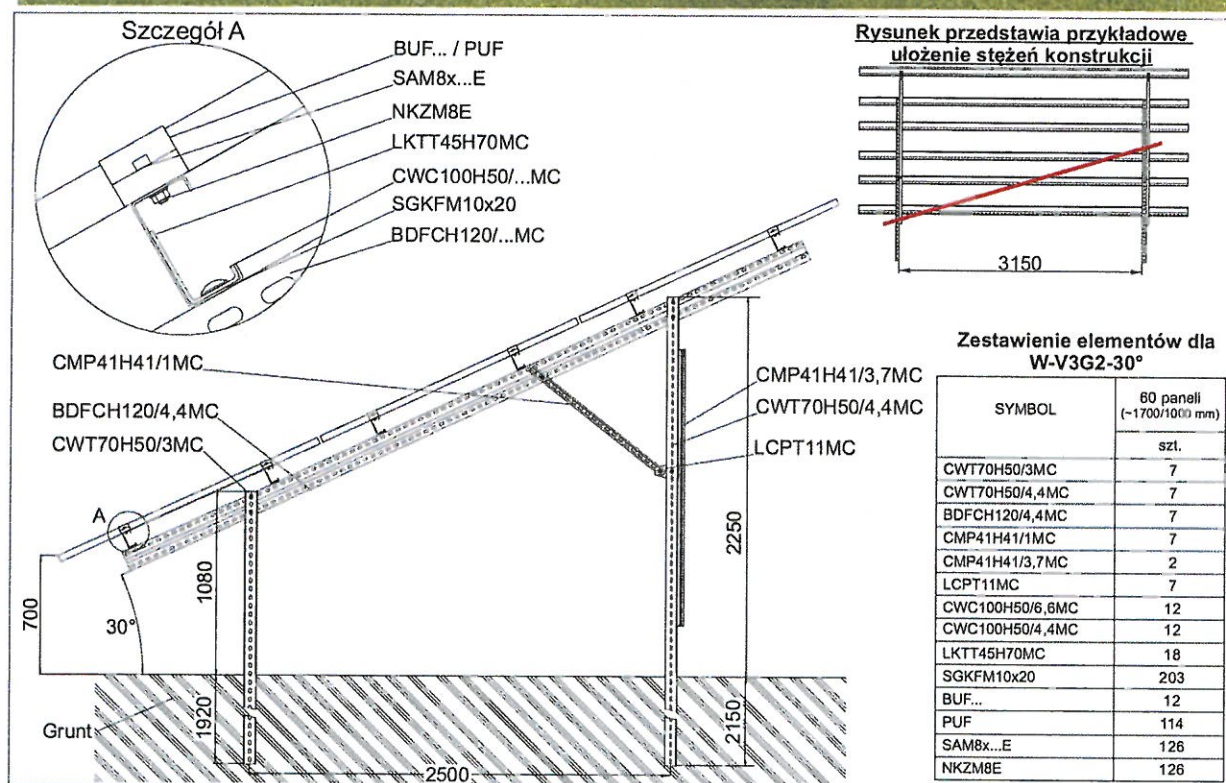 Szczegół A
BUF... / PUF
SAM8x...E
NKZM8E
LKTT45H70MC
CWC100H50/...MC
SGKFM10x20
BDFCH120/...MC
Rysunek przedstawia przykładowe
ułożenie stężeń konstrukcji
3150
CMP41H41/1MC
BDFCH120/4,4MC
CWT70H50/3MC
CMP41H41/3,7MC
CWT70H50/4,4MC
LCPT11MC
A
700
30°
1080
1920
2250
2150
2500
Grunt
Zestawienie elementów dla
W-V3G2-30°
SYMBOL 60 paneli
(~1700/1000 mm)
szt.
CWT70H50/3MC 7
CWT70H50/4,4MC 7
BDFCH120/4,4MC 7
CMP41H41/1MC 7
CMP41H41/3,7MC 2
LCPT11MC 7
CWC100H50/6,6MC 12
CWC100H50/4,4MC 12
LKTT45H70MC 18
SGKFM10x20 203
BUF... 12
PUF 114
SAM8x...E 126
NKZM8E 126